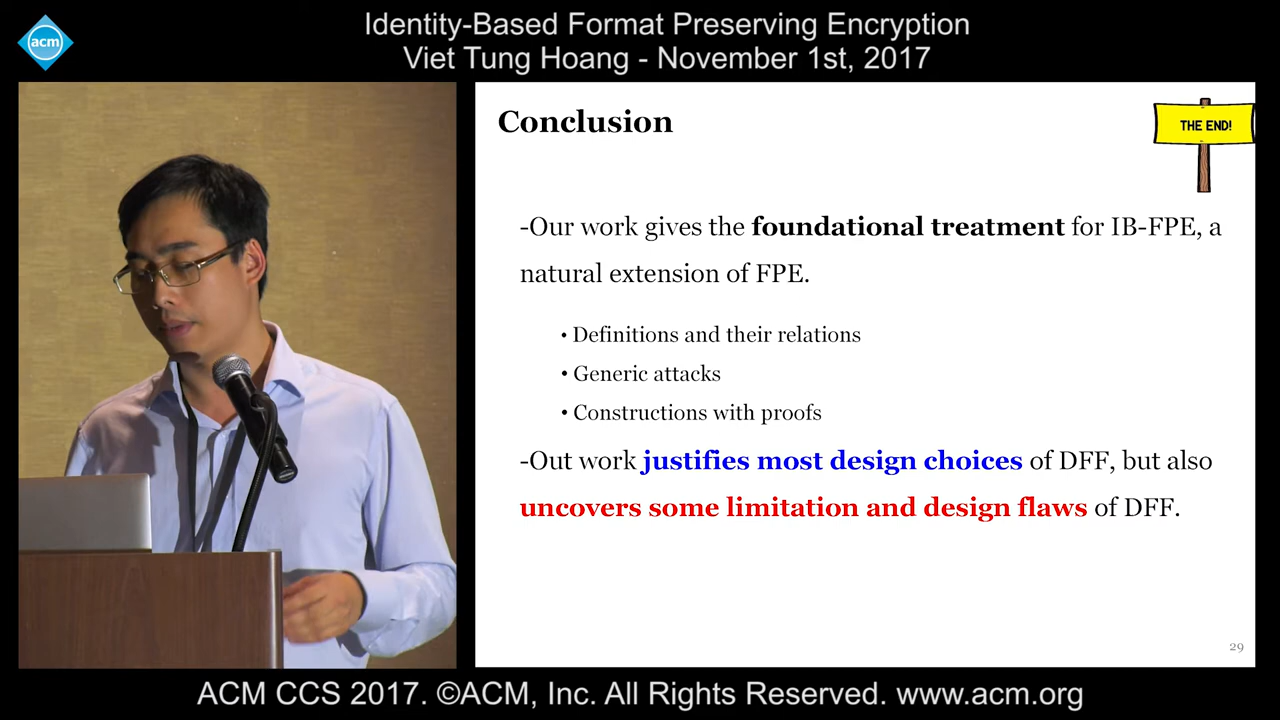 acm
Identity-Based Format Preserving Encryption
Viet Tung Hoang - November 1st, 2017
Conclusion
THE END!
-Our work gives the foundational treatment for IB-FPE, a
natural extension of FPE.
• Definitions and their relations
• Generic attacks
• Constructions with proofs
-Out work justifies most design choices of DFF, but also
uncovers some limitation and design flaws of DFF.
29
ACM CCS 2017. ©ACM, Inc. All Rights Reserved. www.acm.org